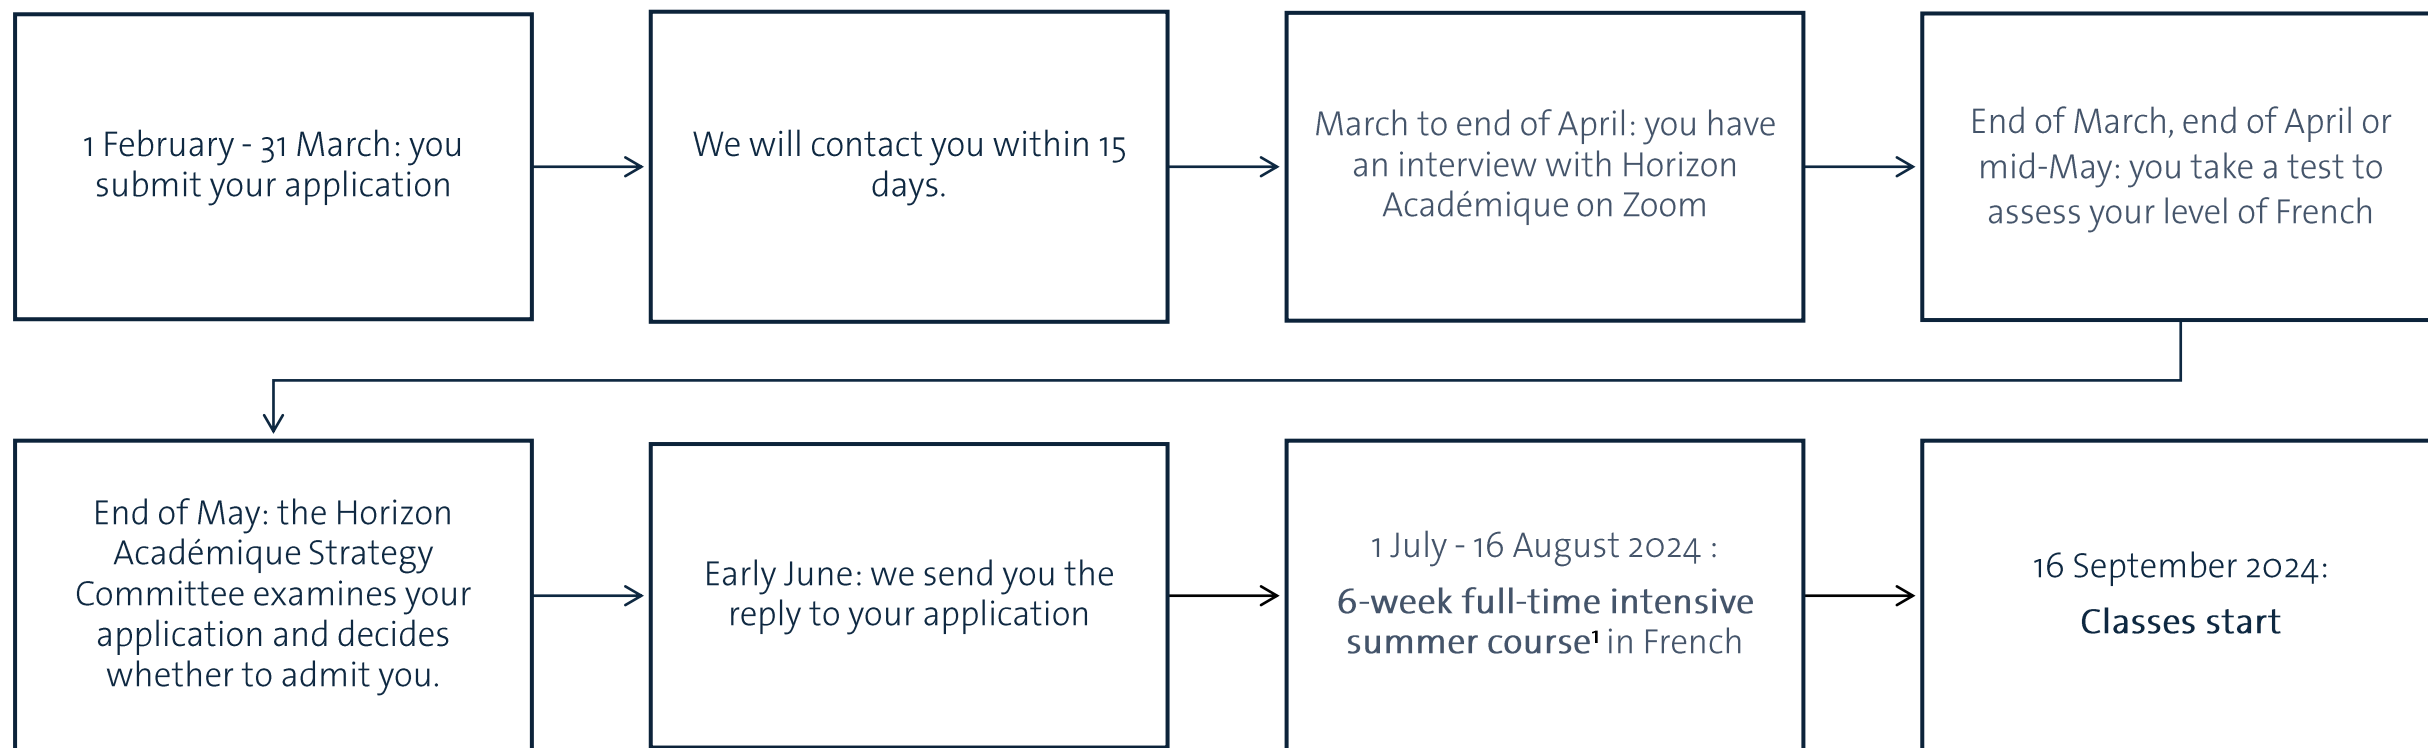 1 February - 31 March: you
submit your application
We will contact you within 15
days.
March to end of April: you have
an interview with Horizon
Académique on Zoom
End of March, end of April or
mid-May: you take a test to
assess your level of French
End of May: the Horizon
Académique Strategy
Committee examines your
application and decides
whether to admit you.
Early June: we send you the
reply to your application
1 July - 16 August 2024 :
6-week full-time intensive
summer course¹ in French
16 September 2024:
Classes start